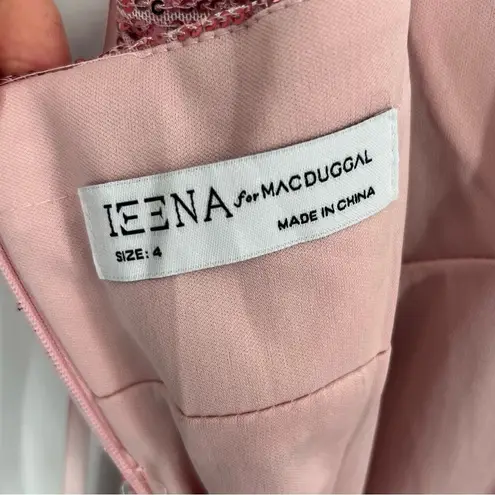 IEENA for MAC DUGGAL
SIZE: 4
MADE IN CHINA